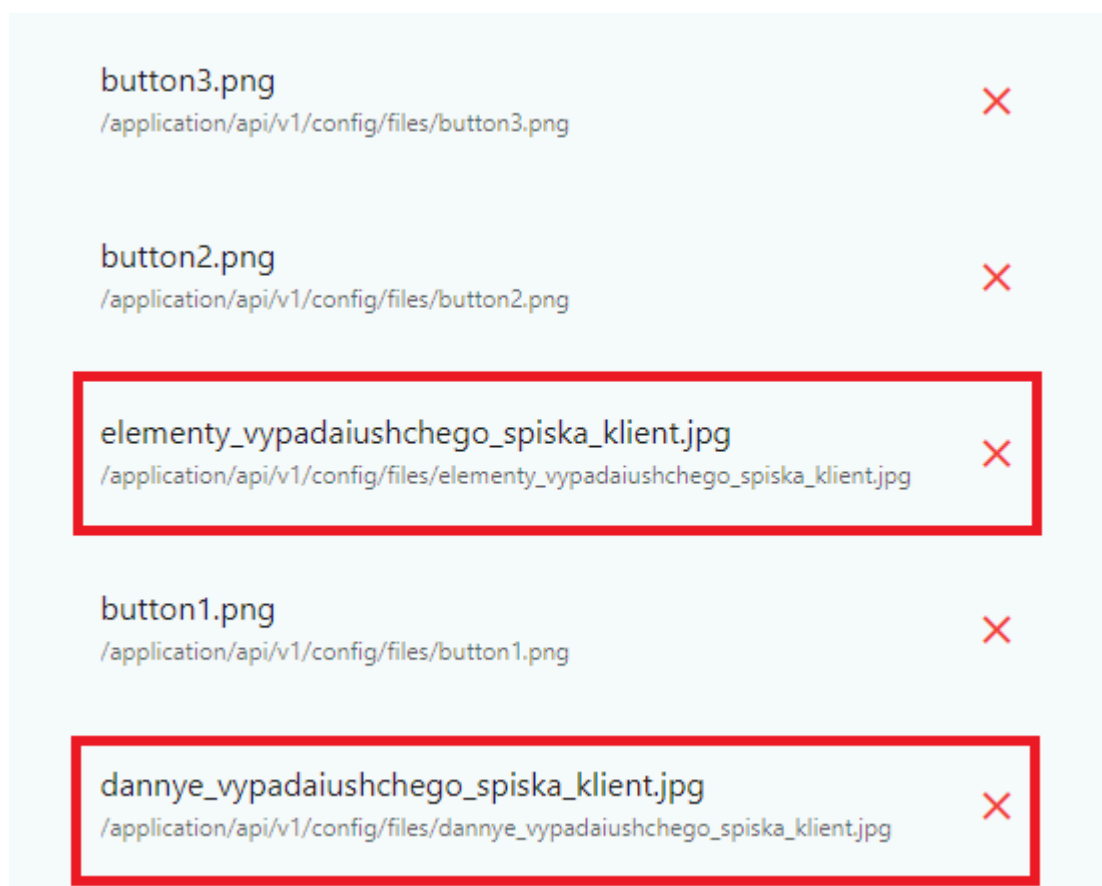 button3.png
/application/api/v1/config/files/button3.png
button2.png
/application/api/v1/config/files/button2.png
elementy_vypadaiushchego_spiska_klient.jpg
/application/api/v1/config/files/elementy_vypadaiushchego_spiska_klient.jpg
button1.png
/application/api/v1/config/files/button1.png
dannye_vypadaiushchego_spiska_klient.jpg
/application/api/v1/config/files/dannye_vypadaiushchego_spiska_klient.jpg